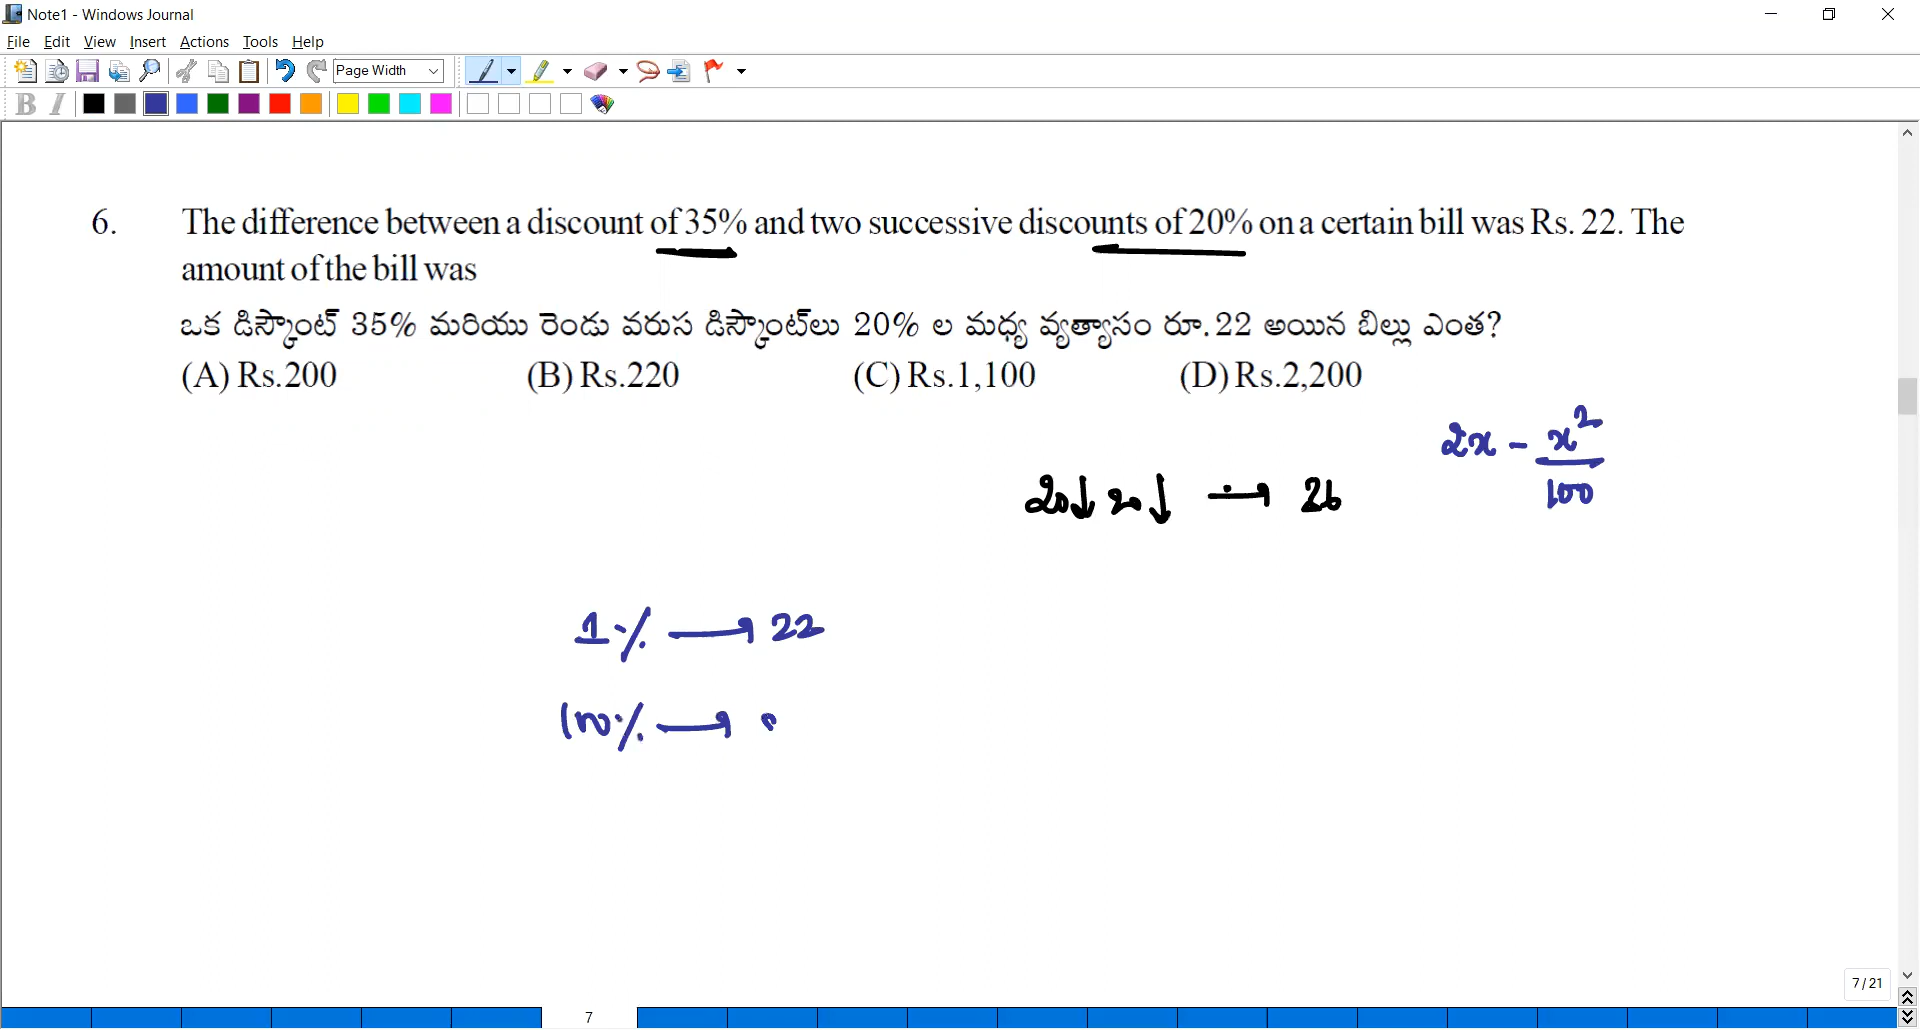 Note1 - Windows Journal
File Edit View Insert Actions Tools Help
Page Width
B I
6. The difference between a discount of 35% and two successive discounts of 20% on a certain bill was Rs. 22. The
amount of the bill was
ఒక డిస్కౌంట్ 35% మరియు రెండు వరుస డిస్కౌంట్‌లు 20% ల మధ్య వ్యత్యాసం రూ.22 అయిన బిల్లు ఎంత?
(A) Rs.200 (B) Rs.220 (C) Rs.1,100 (D) Rs.2,200
2x - x²
100
20↓ 20↓ → 36
1% → 22
100% →
7/21
7